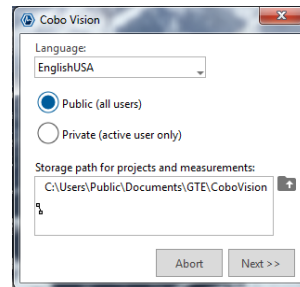 Cobo Vision
Language:
EnglishUSA
Public (all users)
Private (active user only)
Storage path for projects and measurements:
C:\Users\Public\Documents\GTE\CoboVision
Abort
Next >>